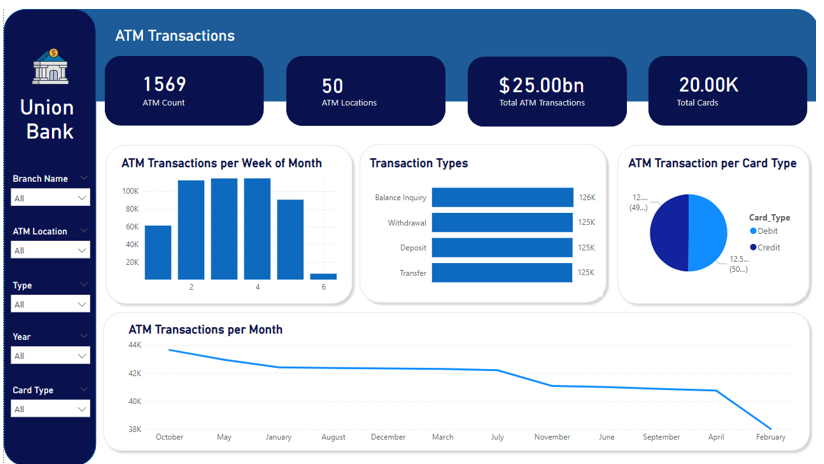 Union
Bank
Branch Name
All
ATM Location
All
Type
All
Year
All
Card Type
All
ATM Transactions
1569
ATM Count
50
ATM Locations
$25.00bn
Total ATM Transactions
20.00K
Total Cards
ATM Transactions per Week of Month
100K
80K
60K
40K
20K
2
4
6
Transaction Types
Balance Inquiry 126K
Withdrawal 125K
Deposit 125K
Transfer 125K
ATM Transaction per Card Type
12....
(49...)
Card_Type
Debit
Credit
12.5...
(50...)
ATM Transactions per Month
44K
42K
40K
38K
October May January August December March July November June September April February